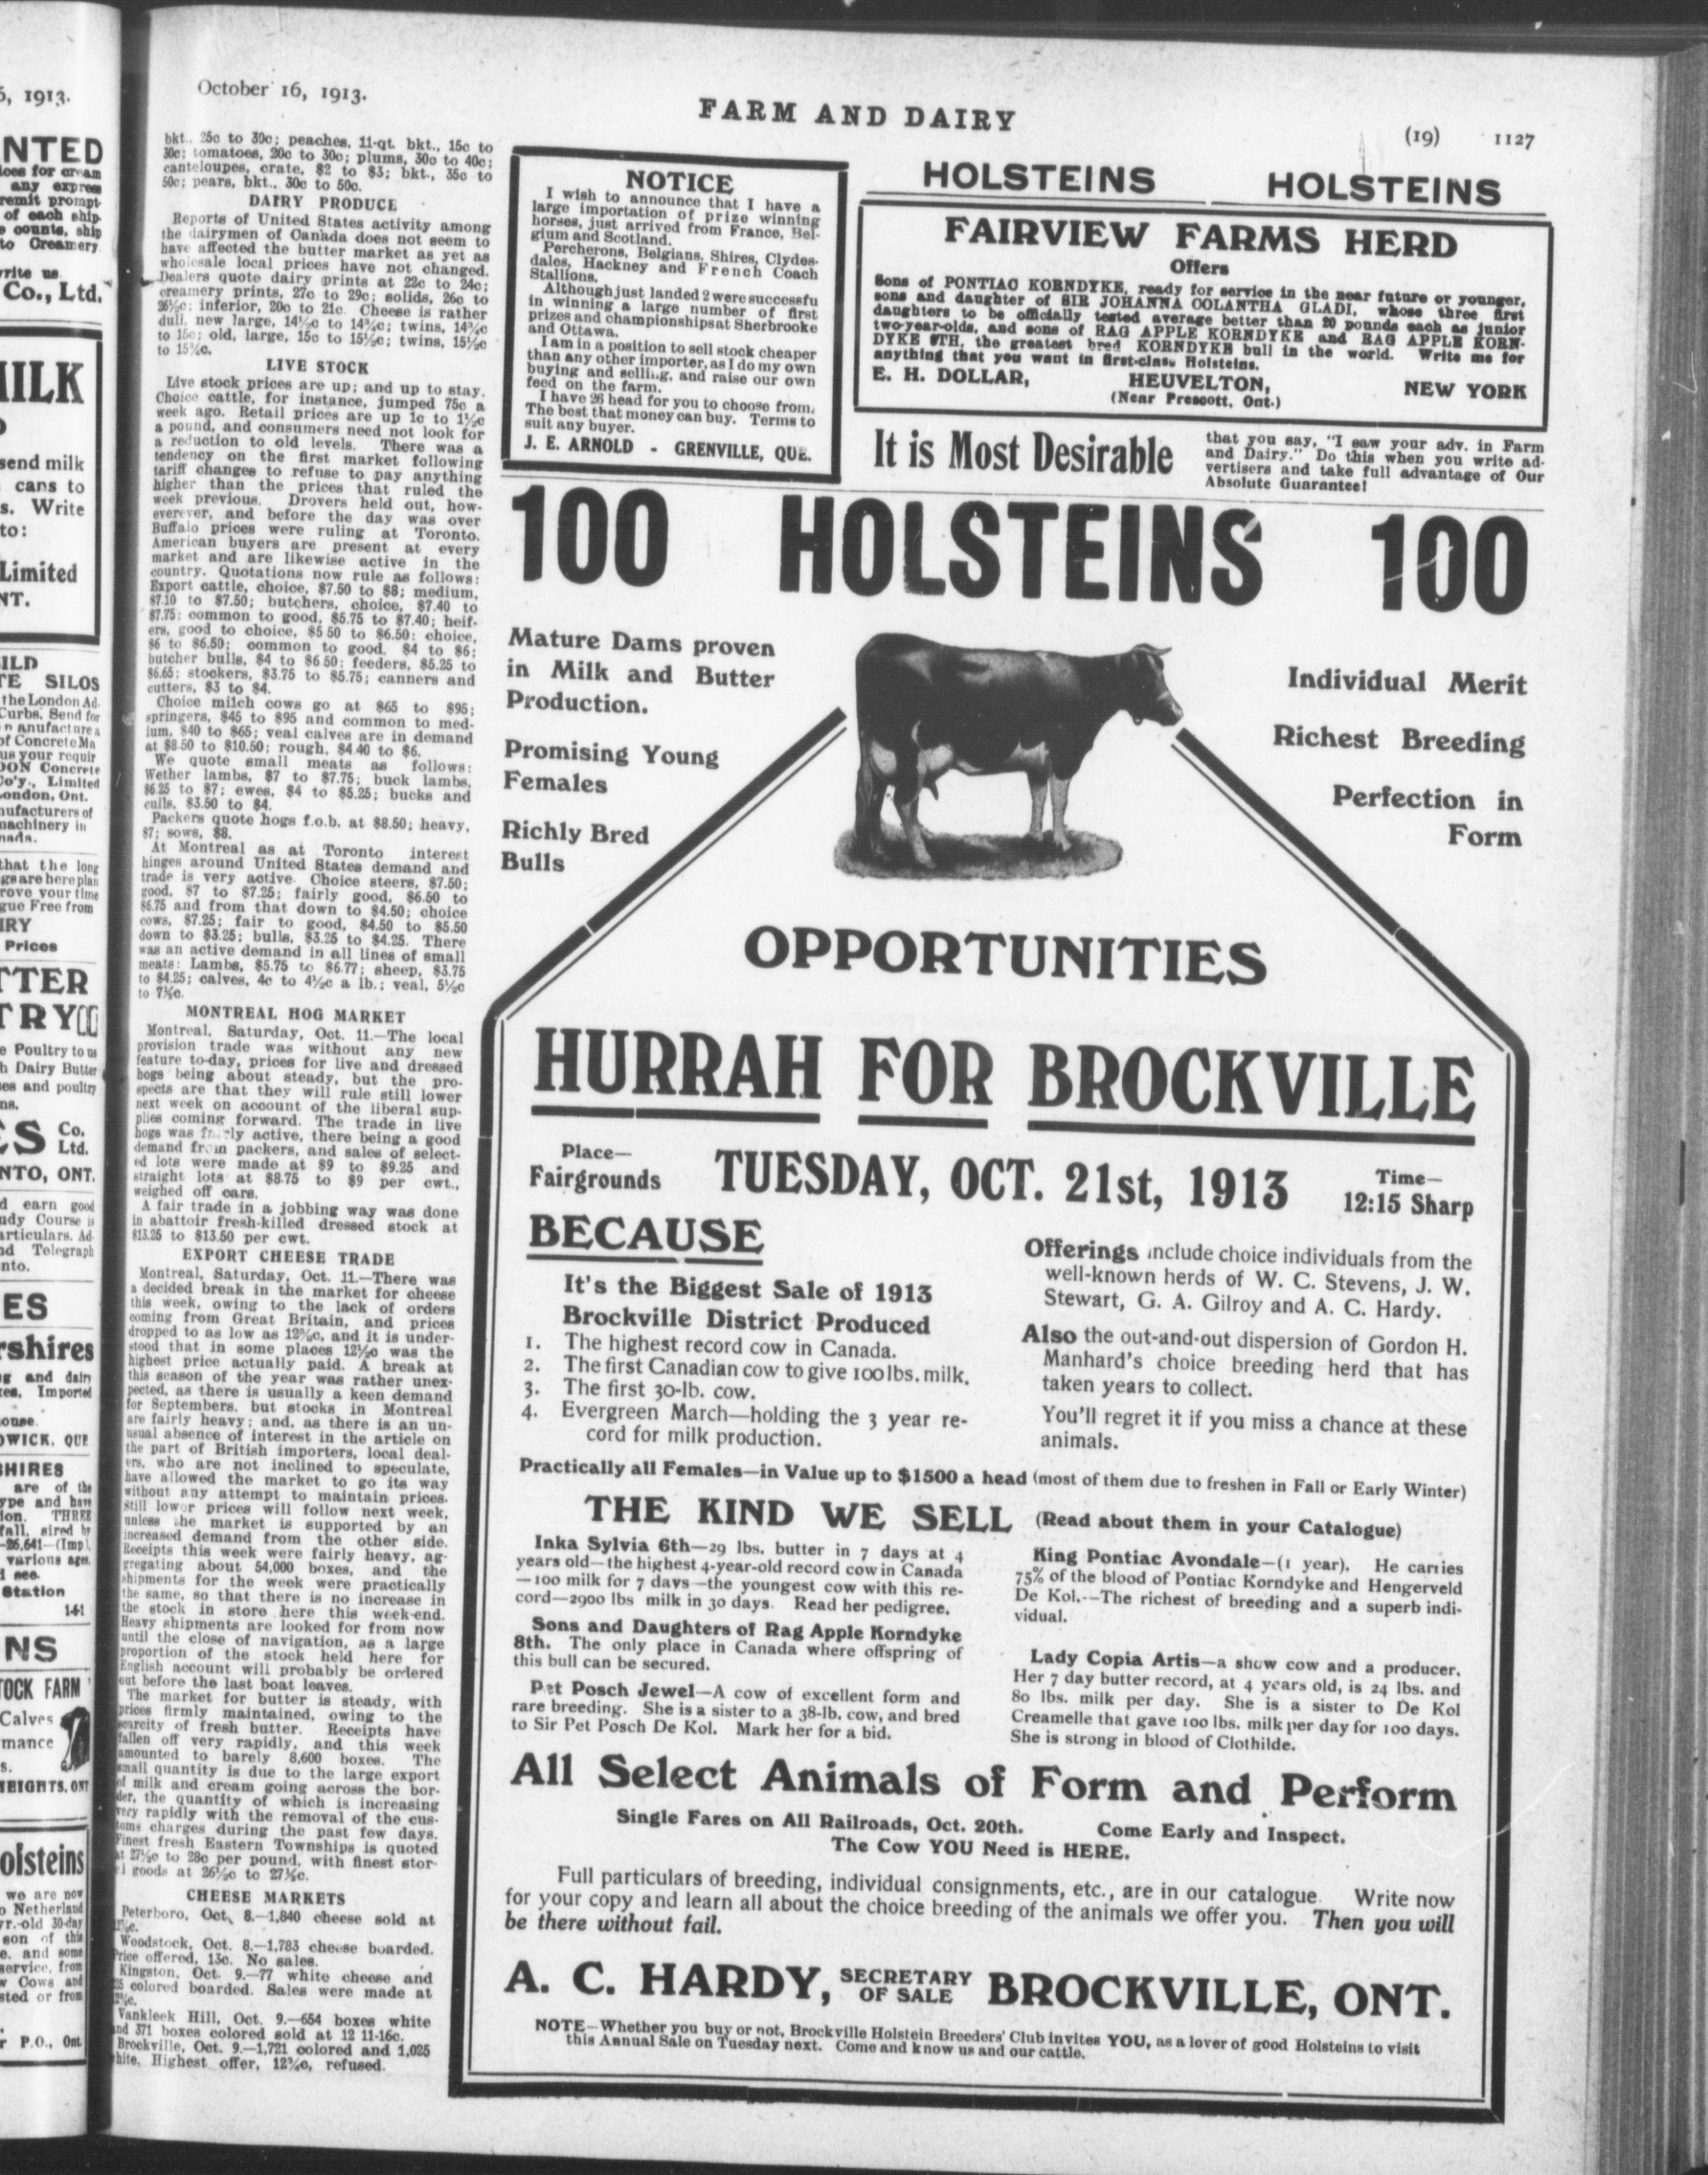 October 16, 1913.
FARM AND DAIRY
(19) 1127
bkt., 25c to 30c; peaches, 11-qt. bkt., 15c to
30c; tomatoes, 20c to 30c; plums, 30c to 40c;
canteloupes, crate, $2 to $3; bkt., 35c to
50c; pears, bkt., 30c to 50c.
DAIRY PRODUCE
Reports of United States activity among
the dairymen of Canada does not seem to
have affected the butter market as yet as
wholesale local prices have not changed.
Dealers quote dairy prints at 22c to 24c;
creamery prints, 27c to 29c; solids, 26c to
26½c; inferior, 20c to 21c. Cheese is rather
dull, new large, 14½c to 14¾c; twins, 14¾c
to 15c; old, large, 15c to 15½c; twins, 15½c
to 15¾c.
LIVE STOCK
Live stock prices are up; and up to stay.
Choice cattle, for instance, jumped 75c a
week ago. Retail prices are up 1c to 1½c
a pound, and consumers need not look for
a reduction to old levels. There was a
tendency on the first market following
tariff changes to refuse to pay anything
higher than the prices that ruled the
week previous. Drovers held out, how-
everever, and before the day was over
Buffalo prices were ruling at Toronto.
American buyers are present at every
market and are likewise active in the
country. Quotations now rule as follows:
Export cattle, choice, $7.50 to $8; medium,
$7.10 to $7.50; butchers, choice, $7.40 to
$7.75; common to good, $5.75 to $7.40; heif-
ers, good to choice, $5 50 to $6.50; choice,
$6 to $6.50; common to good, $4 to $6;
butcher bulls, $4 to $6 50; feeders, $5.25 to
$6.65; stockers, $3.75 to $5.75; canners and
cutters, $3 to $4.
Choice milch cows go at $65 to $95;
springers, $45 to $95 and common to med-
ium, $40 to $65; veal calves are in demand
at $8.50 to $10.50; rough, $4.40 to $6.
We quote small meats as follows:
Wether lambs, $7 to $7.75; buck lambs,
$6.25 to $7; ewes, $4 to $5.25; bucks and
culls, $3.50 to $4.
Packers quote hogs f.o.b. at $8.50; heavy,
$7; sows, $8.
At Montreal as at Toronto interest
hinges around United States demand and
trade is very active. Choice steers, $7.50;
good, $7 to $7.25; fairly good, $6.50 to
$6.75 and from that down to $4.50; choice
cows, $7.25; fair to good, $4.50 to $5.50
down to $3.25; bulls, $3.25 to $4.25. There
was an active demand in all lines of small
meats: Lambs, $5.75 to $6.77; sheep, $3.75
to $4.25; calves, 4c to 4½c a lb.; veal, 5½c
to 7½c.
MONTREAL HOG MARKET
Montreal, Saturday, Oct. 11.—The local
provision trade was without any new
feature to-day, prices for live and dressed
hogs being about steady, but the pro-
spects are that they will rule still lower
next week on account of the liberal sup-
plies coming forward. The trade in live
hogs was fairly active, there being a good
demand from packers, and sales of select-
ed lots were made at $9 to $9.25 and
straight lots at $8.75 to $9 per cwt.,
weighed off cars.
A fair trade in a jobbing way was done
in abattoir fresh-killed dressed stock at
$13.25 to $13.50 per cwt.
EXPORT CHEESE TRADE
Montreal, Saturday, Oct. 11.—There was
a decided break in the market for cheese
this week, owing to the lack of orders
coming from Great Britain, and prices
dropped to as low as 12⅝c, and it is under-
stood that in some places 12½c was the
highest price actually paid. A break at
this season of the year was rather unex-
pected, as there is usually a keen demand
for Septembers, but stocks in Montreal
are fairly heavy; and, as there is an un-
usual absence of interest in the article on
the part of British importers, local deal-
ers, who are not inclined to speculate,
have allowed the market to go its way
without any attempt to maintain prices.
Still lower prices will follow next week,
unless the market is supported by an
increased demand from the other side.
Receipts this week were fairly heavy, ag-
gregating about 54,000 boxes, and the
shipments for the week were practically
the same, so that there is no increase in
the stock in store here this week-end.
Heavy shipments are looked for from now
until the close of navigation, as a large
proportion of the stock held here for
English account will probably be ordered
out before the last boat leaves.
The market for butter is steady, with
prices firmly maintained, owing to the
scarcity of fresh butter. Receipts have
fallen off very rapidly, and this week
amounted to barely 8,600 boxes. The
small quantity is due to the large export
of milk and cream going across the bor-
der, the quantity of which is increasing
very rapidly with the removal of the cus-
toms charges during the past few days.
Finest fresh Eastern Townships is quoted
at 27½c to 28c per pound, with finest stor-
goods at 26½c to 27½c.
CHEESE MARKETS
Peterboro, Oct. 8.—1,840 cheese sold at
Woodstock, Oct. 8.—1,783 cheese boarded.
Price offered, 13c. No sales.
Kingston, Oct. 9.—77 white cheese and
colored boarded. Sales were made at
Vankleek Hill, Oct. 9.—654 boxes white
and 371 boxes colored sold at 12 11-16c.
Brockville, Oct. 9.—1,721 colored and 1,025
white. Highest offer, 12¾c, refused.
NOTICE
I wish to announce that I have a
large importation of prize winning
horses, just arrived from France, Bel-
gium and Scotland.
Percherons, Belgians, Shires, Clydes-
dales, Hackney and French Coach
Stallions.
Although just landed 2 were successfu
in winning a large number of first
prizes and championships at Sherbrooke
and Ottawa.
I am in a position to sell stock cheaper
than any other importer, as I do my own
buying and selling, and raise our own
feed on the farm.
I have 26 head for you to choose from.
The best that money can buy. Terms to
suit any buyer.
J. E. ARNOLD - GRENVILLE, QUE.
HOLSTEINS HOLSTEINS
FAIRVIEW FARMS HERD
Offers
Sons of PONTIAC KORNDYKE, ready for service in the near future or younger,
sons and daughter of SIR JOHANNA COLANTHA GLADI, whose three first
daughters to be officially tested average better than 20 pounds each as junior
two-year-olds, and sons of RAG APPLE KORNDYKE and RAG APPLE KORN-
DYKE 8TH, the greatest bred KORNDYKE bull in the world. Write me for
anything that you want in first-class Holsteins.
E. H. DOLLAR, HEUVELTON, NEW YORK
(Near Prescott, Ont.)
It is Most Desirable
that you say, "I saw your adv. in Farm
and Dairy." Do this when you write ad-
vertisers and take full advantage of Our
Absolute Guarantee!
100 HOLSTEINS 100
Mature Dams proven
in Milk and Butter
Production.
Promising Young
Females
Richly Bred
Bulls
Individual Merit
Richest Breeding
Perfection in
Form
OPPORTUNITIES
HURRAH FOR BROCKVILLE
Place—
Fairgrounds
TUESDAY, OCT. 21st, 1913
Time—
12:15 Sharp
BECAUSE
It's the Biggest Sale of 1913
Brockville District Produced
1. The highest record cow in Canada.
2. The first Canadian cow to give 100 lbs. milk.
3. The first 30-lb. cow.
4. Evergreen March—holding the 3 year re-
cord for milk production.
Offerings include choice individuals from the
well-known herds of W. C. Stevens, J. W.
Stewart, G. A. Gilroy and A. C. Hardy.
Also the out-and-out dispersion of Gordon H.
Manhard's choice breeding herd that has
taken years to collect.
You'll regret it if you miss a chance at these
animals.
Practically all Females—in Value up to $1500 a head (most of them due to freshen in Fall or Early Winter)
THE KIND WE SELL (Read about them in your Catalogue)
Inka Sylvia 6th—29 lbs. butter in 7 days at 4
years old—the highest 4-year-old record cow in Canada
—100 milk for 7 days—the youngest cow with this re-
cord—2900 lbs milk in 30 days. Read her pedigree.
Sons and Daughters of Rag Apple Korndyke
8th. The only place in Canada where offspring of
this bull can be secured.
Pet Posch Jewel—A cow of excellent form and
rare breeding. She is a sister to a 38-lb. cow, and bred
to Sir Pet Posch De Kol. Mark her for a bid.
King Pontiac Avondale—(1 year). He carries
75% of the blood of Pontiac Korndyke and Hengerveld
De Kol.--The richest of breeding and a superb indi-
vidual.
Lady Copia Artis—a show cow and a producer.
Her 7 day butter record, at 4 years old, is 24 lbs. and
80 lbs. milk per day. She is a sister to De Kol
Creamelle that gave 100 lbs. milk per day for 100 days.
She is strong in blood of Clothilde.
All Select Animals of Form and Perform
Single Fares on All Railroads, Oct. 20th. Come Early and Inspect.
The Cow YOU Need is HERE.
Full particulars of breeding, individual consignments, etc., are in our catalogue. Write now
for your copy and learn all about the choice breeding of the animals we offer you. Then you will
be there without fail.
A. C. HARDY, SECRETARY OF SALE BROCKVILLE, ONT.
NOTE--Whether you buy or not, Brockville Holstein Breeders' Club invites YOU, as a lover of good Holsteins to visit
this Annual Sale on Tuesday next. Come and know us and our cattle.